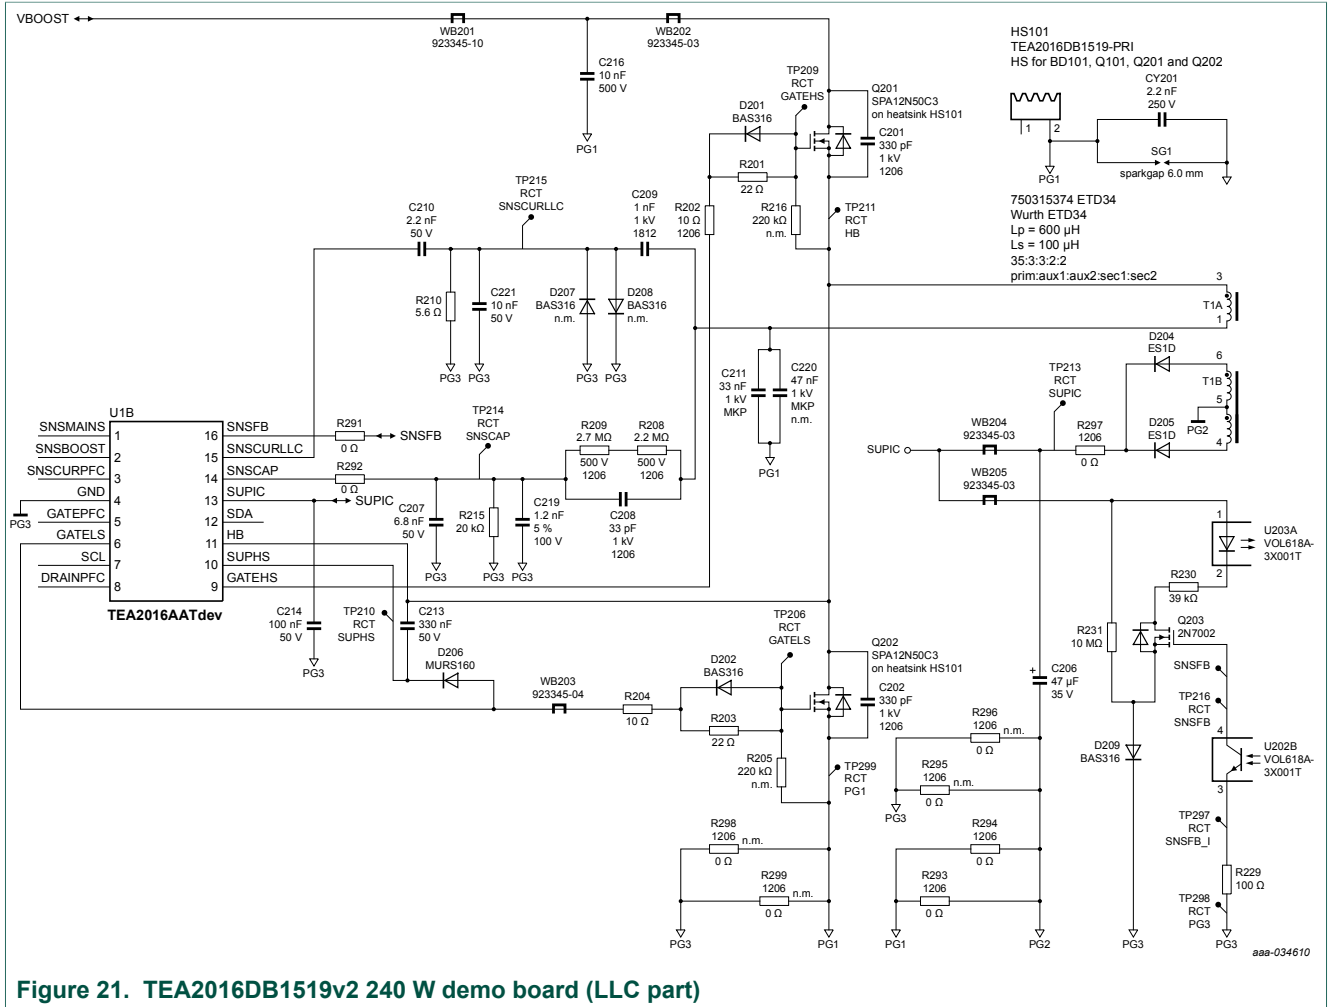 VBOOST
WB201
923345-10
WB202
923345-03
C216
10 nF
500 V
PG1
TP209
RCT
GATEHS
D201
BAS316
Q201
SPA12N50C3
on heatsink HS101
C201
330 pF
1 kV
1206
R201
22 Ω
R202
10 Ω
1206
R216
220 kΩ
n.m.
TP211
RCT
HB
HS101
TEA2016DB1519-PRI
HS for BD101, Q101, Q201 and Q202
CY201
2.2 nF
250 V
1
2
PG1
SG1
sparkgap 6.0 mm
750315374 ETD34
Wurth ETD34
Lp = 600 µH
Ls = 100 µH
35:3:3:2:2
prim:aux1:aux2:sec1:sec2
3
T1A
1
TP215
RCT
SNSCURLLC
C210
2.2 nF
50 V
C209
1 nF
1 kV
1812
R210
5.6 Ω
C221
10 nF
50 V
D207
BAS316
n.m.
D208
BAS316
n.m.
PG3
PG3
PG3
PG3
C211
33 nF
1 kV
MKP
C220
47 nF
1 kV
MKP
n.m.
PG1
D204
ES1D
6
T1B
5
PG2
4
D205
ES1D
TP213
RCT
SUPIC
R297
1206
0 Ω
WB204
923345-03
SUPIC
WB205
923345-03
U1B
SNSMAINS
1
SNSBOOST
2
SNSCURPFC
3
GND
4
GATEPFC
5
GATELS
6
SCL
7
DRAINPFC
8
PG3
16
SNSFB
15
SNSCURLLC
14
SNSCAP
13
SUPIC
12
SDA
11
HB
10
SUPHS
9
GATEHS
TEA2016AATdev
R291
0 Ω
SNSFB
R292
0 Ω
SUPIC
TP214
RCT
SNSCAP
R209
2.7 MΩ
500 V
1206
R208
2.2 MΩ
500 V
1206
C207
6.8 nF
50 V
R215
20 kΩ
C219
1.2 nF
5 %
100 V
C208
33 pF
1 kV
1206
PG3
PG3
PG3
C214
100 nF
50 V
PG3
TP210
RCT
SUPHS
C213
330 nF
50 V
D206
MURS160
WB203
923345-04
R204
10 Ω
D202
BAS316
R203
22 Ω
TP206
RCT
GATELS
R205
220 kΩ
n.m.
Q202
SPA12N50C3
on heatsink HS101
C202
330 pF
1 kV
1206
TP299
RCT
PG1
R298
1206
n.m.
0 Ω
R299
1206
n.m.
0 Ω
PG3
PG1
R296
1206
n.m.
0 Ω
R295
1206
n.m.
0 Ω
PG3
R294
1206
0 Ω
R293
1206
0 Ω
PG1
PG2
+
C206
47 µF
35 V
1
U203A
VOL618A-
3X001T
2
R230
39 kΩ
R231
10 MΩ
Q203
2N7002
SNSFB
TP216
RCT
SNSFB
D209
BAS316
4
U202B
VOL618A-
3X001T
3
TP297
RCT
SNSFB_I
R229
100 Ω
TP298
RCT
PG3
PG3
PG3
aaa-034610
Figure 21. TEA2016DB1519v2 240 W demo board (LLC part)